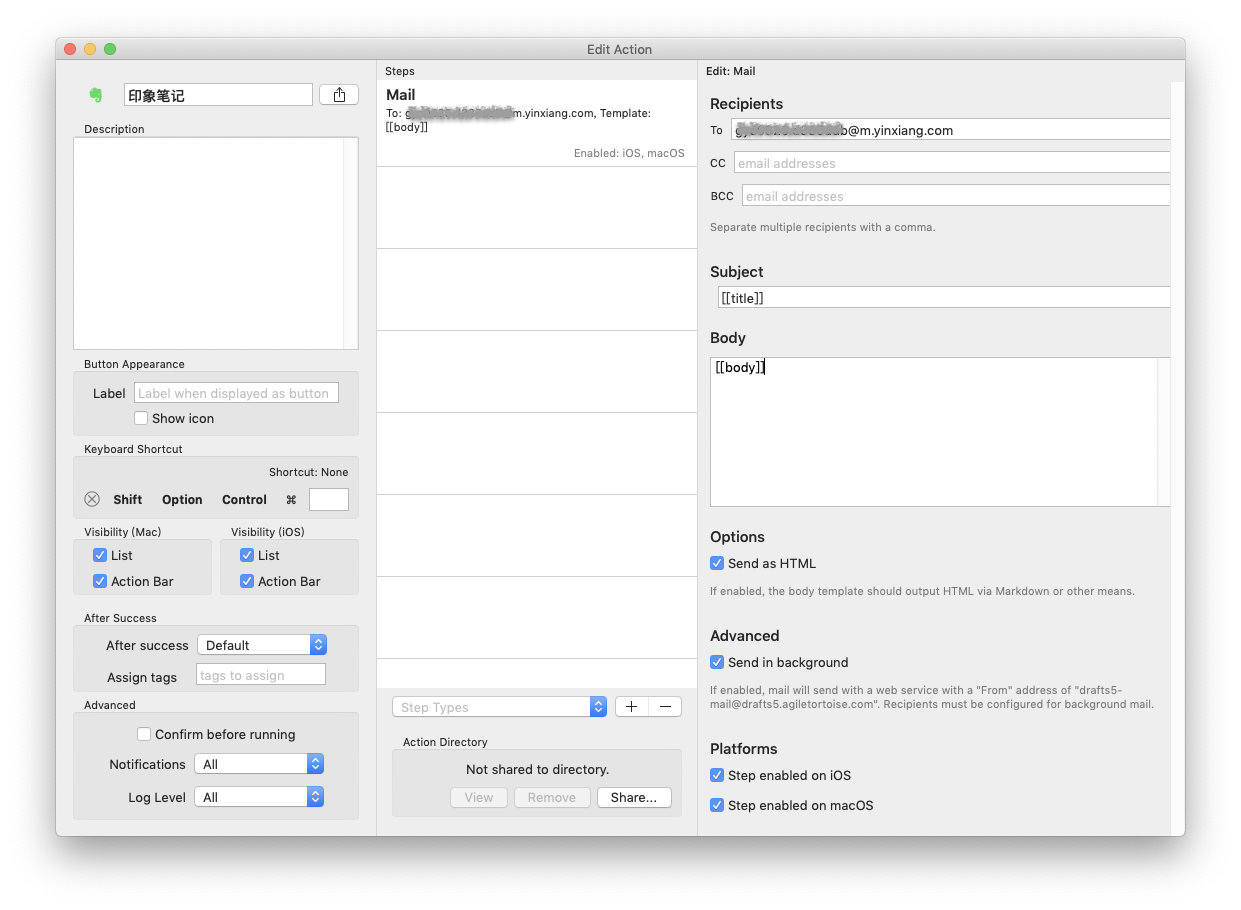 Edit Action
印象笔记
Description
Button Appearance
Label
Label when displayed as button
Show icon
Keyboard Shortcut
Shortcut: None
Shift Option Control ⌘
Visibility (Mac)
List
Action Bar
Visibility (iOS)
List
Action Bar
After Success
After success Default
Assign tags tags to assign
Advanced
Confirm before running
Notifications All
Log Level All
Steps
Mail
To: m.yinxiang.com, Template:
[[body]]
Enabled: iOS, macOS
Step Types
Action Directory
Not shared to directory.
View Remove Share...
Edit: Mail
Recipients
To @m.yinxiang.com
CC email addresses
BCC email addresses
Separate multiple recipients with a comma.
Subject
[[title]]
Body
[[body]]
Options
Send as HTML
If enabled, the body template should output HTML via Markdown or other means.
Advanced
Send in background
If enabled, mail will send with a web service with a "From" address of "drafts5-
mail@drafts5.agiletortoise.com". Recipients must be configured for background mail.
Platforms
Step enabled on iOS
Step enabled on macOS